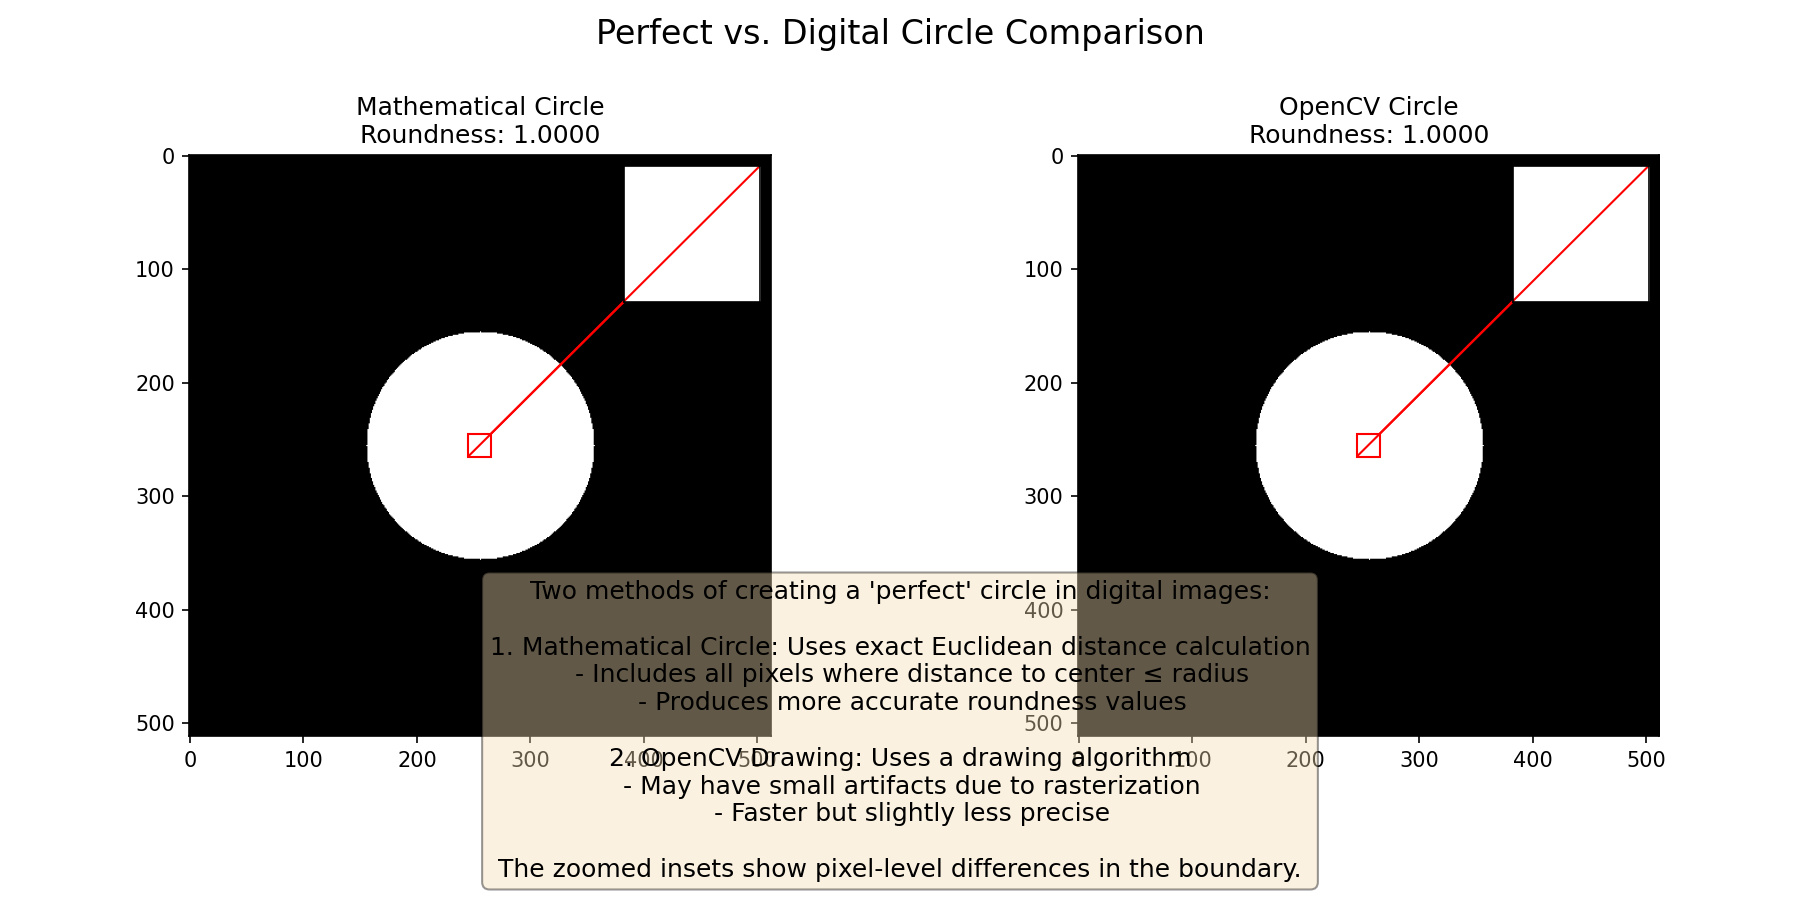 Perfect vs. Digital Circle Comparison
Mathematical Circle
Roundness: 1.0000
0
100
200
300
400
500
0 100 200 300 400 500
OpenCV Circle
Roundness: 1.0000
0
100
200
300
400
500
0 100 200 300 400 500
Two methods of creating a 'perfect' circle in digital images:
1. Mathematical Circle: Uses exact Euclidean distance calculation
- Includes all pixels where distance to center ≤ radius
- Produces more accurate roundness values
2. OpenCV Drawing: Uses a drawing algorithm
- May have small artifacts due to rasterization
- Faster but slightly less precise
The zoomed insets show pixel-level differences in the boundary.